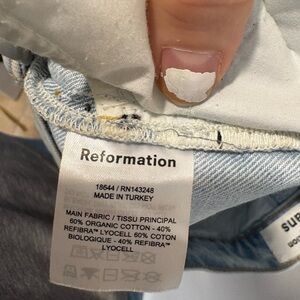 Reformation
18644 / RN143248
MADE IN TURKEY
MAIN FABRIC / TISSU PRINCIPAL
60% ORGANIC COTTON - 40%
REFIBRA™ LYOCELL 60% COTON
BIOLOGIQUE - 40% REFIBRA™
LYOCELL